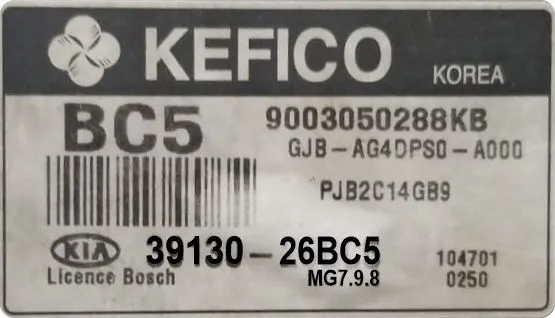 KEFICO
KOREA
BC5
9003050288KB
GJB-AG4DPS0-A000
PJB2C14GB9
KIA 39130-26BC5
Licence Bosch MG7.9.8
104701
0250